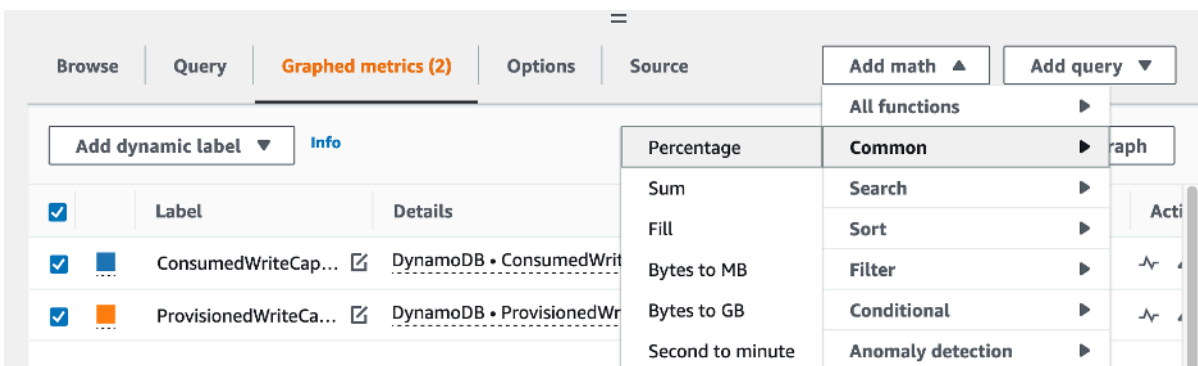 Browse Query Graphed metrics (2) Options Source Add math ▲ Add query ▼
All functions
Add dynamic label ▼ Info Percentage Common raph
Label Details Sum Search Acti
Fill Sort
ConsumedWriteCap... DynamoDB • ConsumedWrit Bytes to MB Filter
ProvisionedWriteCa... DynamoDB • ProvisionedWr Bytes to GB Conditional
Second to minute Anomaly detection